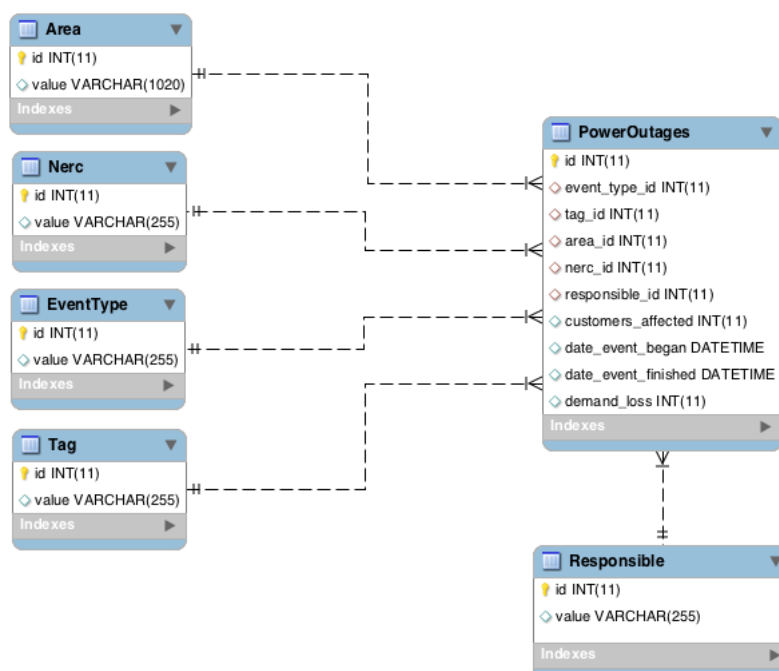 Area
id INT(11)
value VARCHAR(1020)
Indexes
Nerc
id INT(11)
value VARCHAR(255)
Indexes
EventType
id INT(11)
value VARCHAR(255)
Indexes
Tag
id INT(11)
value VARCHAR(255)
Indexes
PowerOutages
id INT(11)
event_type_id INT(11)
tag_id INT(11)
area_id INT(11)
nerc_id INT(11)
responsible_id INT(11)
customers_affected INT(11)
date_event_began DATETIME
date_event_finished DATETIME
demand_loss INT(11)
Indexes
Responsible
id INT(11)
value VARCHAR(255)
Indexes